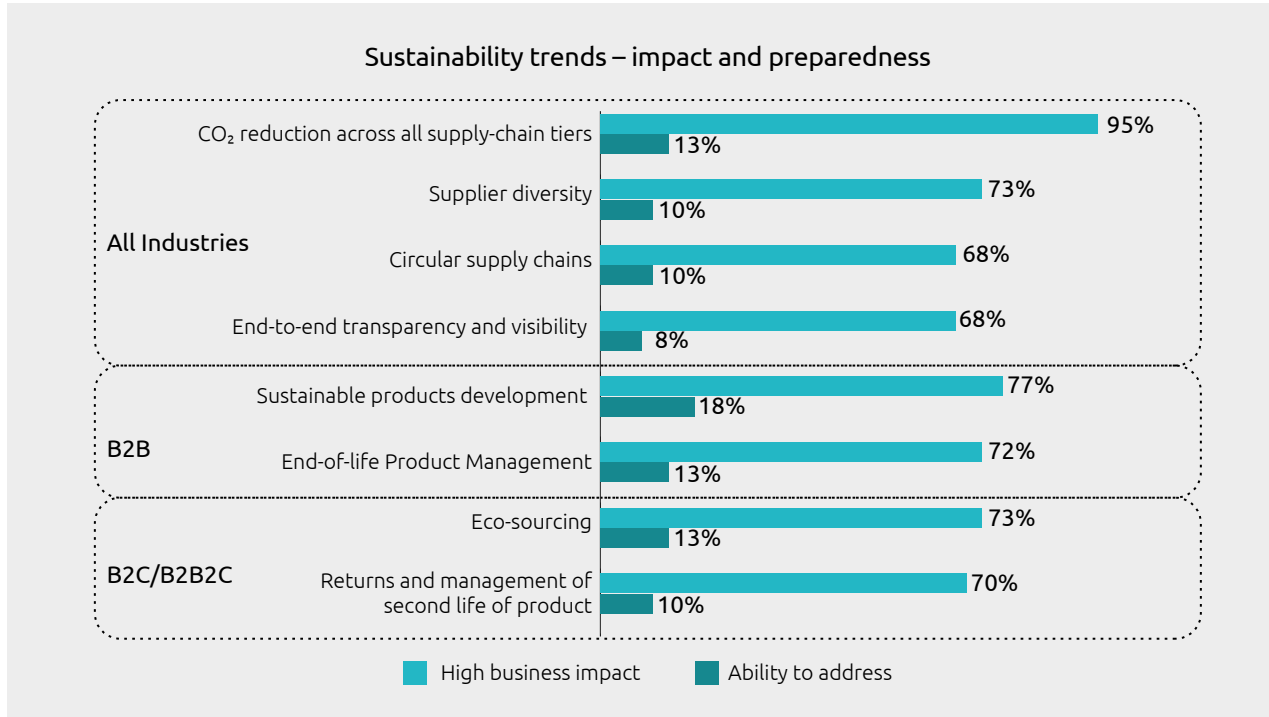 Sustainability trends – impact and preparedness
All Industries
CO₂ reduction across all supply-chain tiers
95%
13%
Supplier diversity
73%
10%
Circular supply chains
68%
10%
End-to-end transparency and visibility
68%
8%
B2B
Sustainable products development
77%
18%
End-of-life Product Management
72%
13%
B2C/B2B2C
Eco-sourcing
73%
13%
Returns and management of
second life of product
70%
10%
High business impact
Ability to address